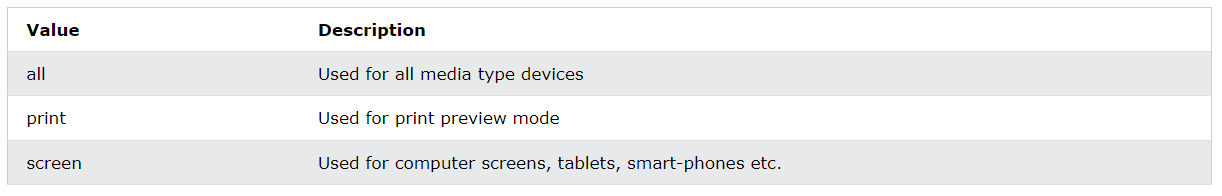 Value Description
all Used for all media type devices
print Used for print preview mode
screen Used for computer screens, tablets, smart-phones etc.